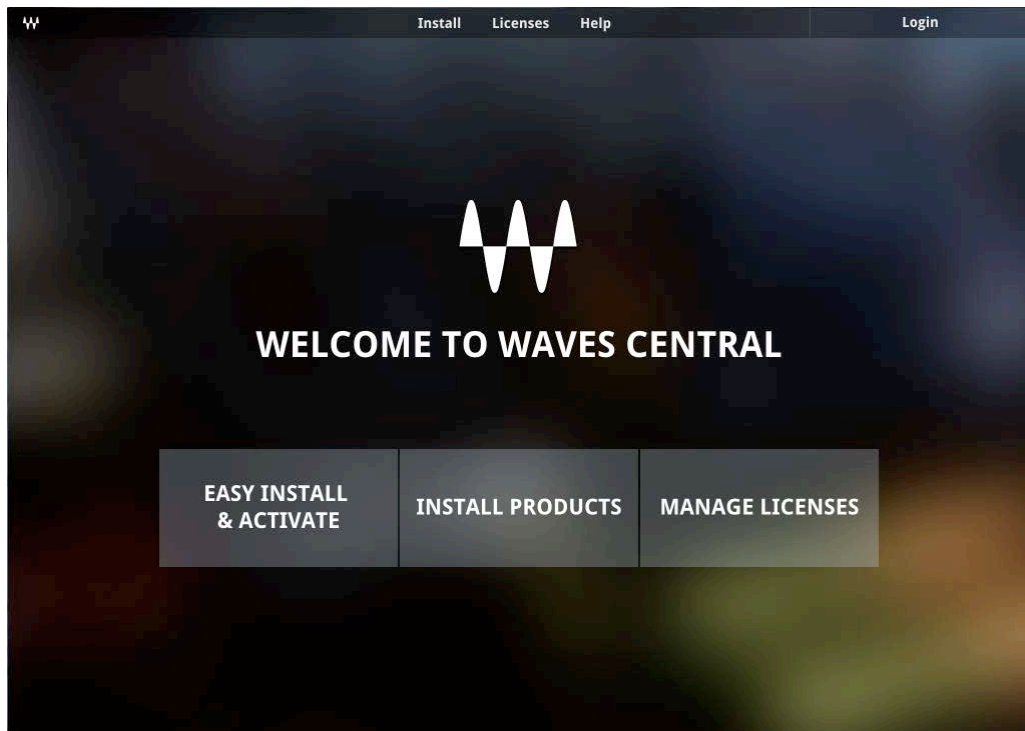 Install Licenses Help Login
WELCOME TO WAVES CENTRAL
EASY INSTALL
& ACTIVATE
INSTALL PRODUCTS
MANAGE LICENSES